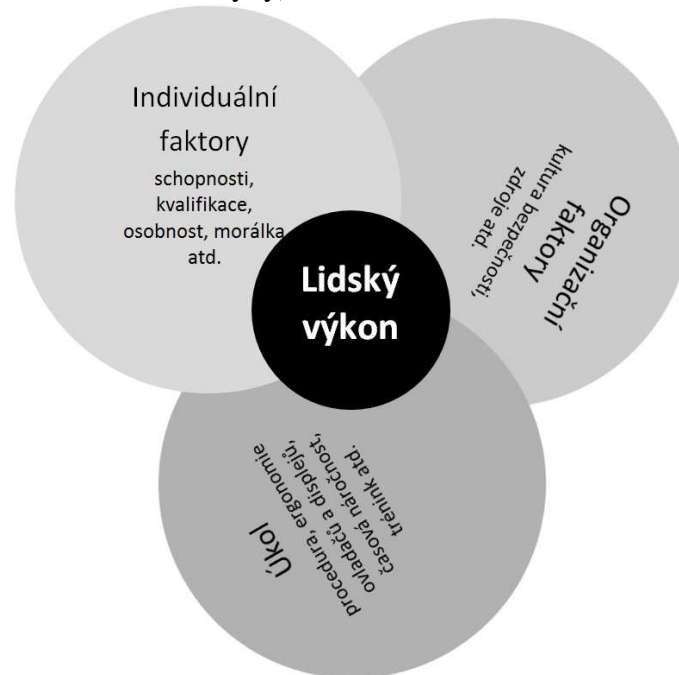 Individuální
faktory
schopnosti,
kvalifikace,
osobnost, morálka
atd.
Organizační
faktory
kultura bezpečnosti,
zdroje atd.
Lidský
výkon
Úkol
procedura, ergonomie
ovladačů a displejů,
časová náročnost,
trénink atd.